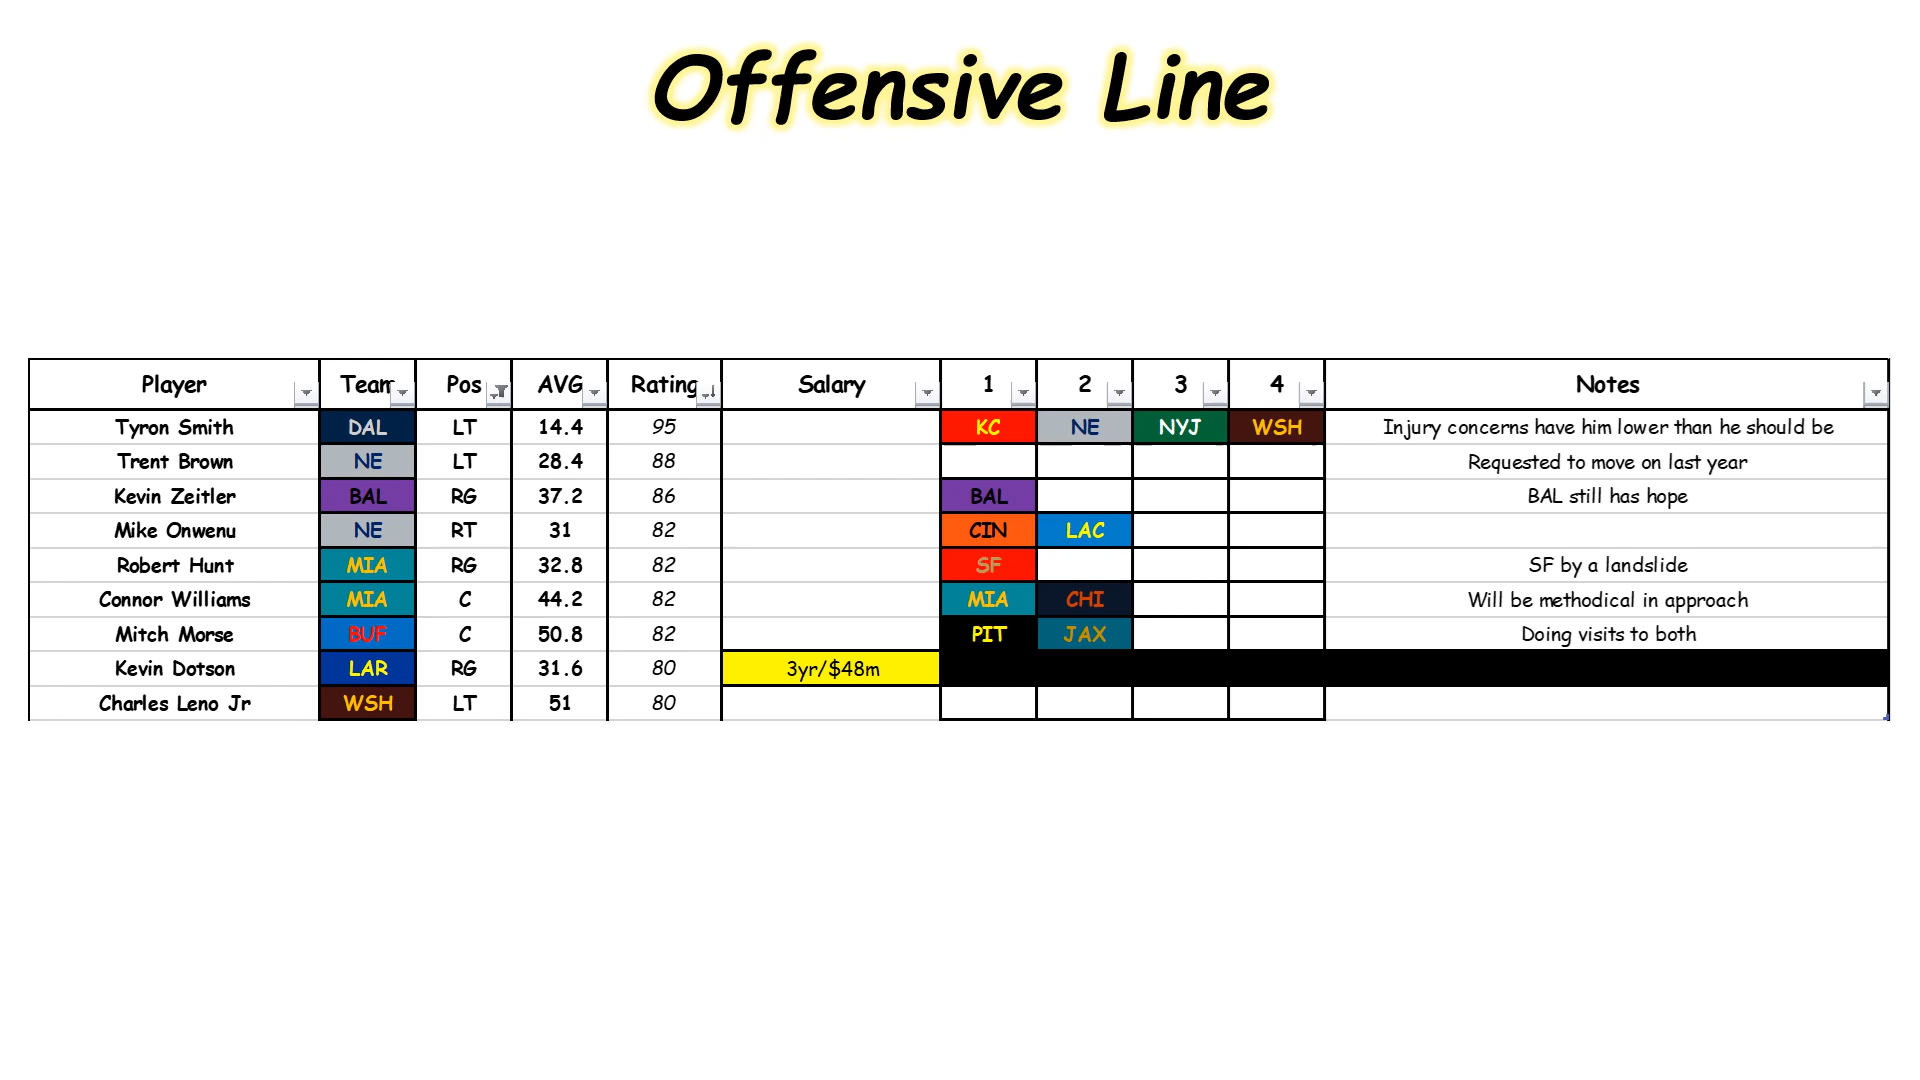 Offensive Line
Player Team Pos AVG Rating Salary 1 2 3 4 Notes
Tyron Smith DAL LT 14.4 95 KC NE NYJ WSH Injury concerns have him lower than he should be
Trent Brown NE LT 28.4 88 Requested to move on last year
Kevin Zeitler BAL RG 37.2 86 BAL BAL still has hope
Mike Onwenu NE RT 31 82 CIN LAC
Robert Hunt MIA RG 32.8 82 SF SF by a landslide
Connor Williams MIA C 44.2 82 MIA CHI Will be methodical in approach
Mitch Morse BUF C 50.8 82 PIT JAX Doing visits to both
Kevin Dotson LAR RG 31.6 80 3yr/$48m
Charles Leno Jr WSH LT 51 80